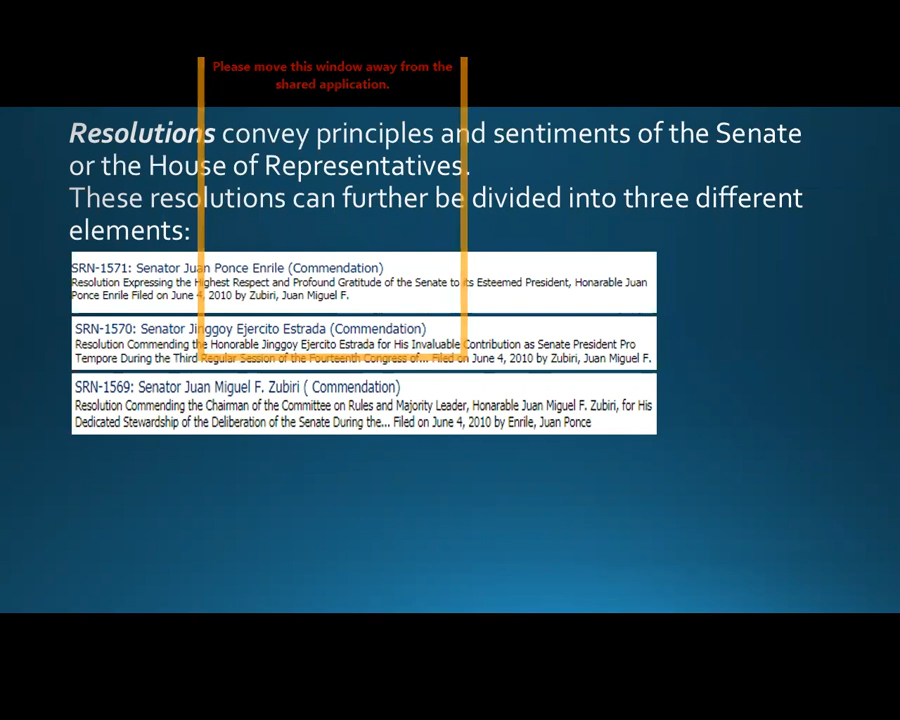 Please move this window away from the
shared application.
Resolutions convey principles and sentiments of the Senate
or the House of Representatives.
These resolutions can further be divided into three different
elements:
SRN-1571: Senator Juan Ponce Enrile (Commendation)
Resolution Expressing the Highest Respect and Profound Gratitude of the Senate to its Esteemed President, Honorable Juan
Ponce Enrile Filed on June 4, 2010 by Zubiri, Juan Miguel F.
SRN-1570: Senator Jinggoy Ejercito Estrada (Commendation)
Resolution Commending the Honorable Jinggoy Ejercito Estrada for His Invaluable Contribution as Senate President Pro
Tempore During the Third Regular Session of the Fourteenth Congress of... Filed on June 4, 2010 by Zubiri, Juan Miguel F.
SRN-1569: Senator Juan Miguel F. Zubiri ( Commendation)
Resolution Commending the Chairman of the Committee on Rules and Majority Leader, Honorable Juan Miguel F. Zubiri, for His
Dedicated Stewardship of the Deliberation of the Senate During the... Filed on June 4, 2010 by Enrile, Juan Ponce